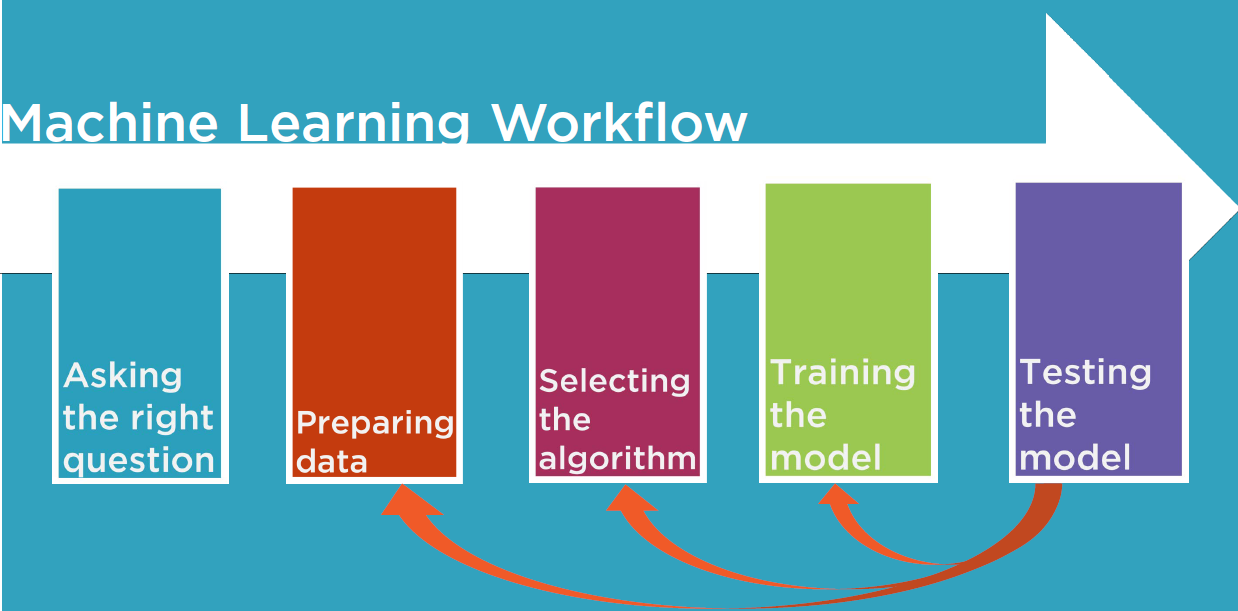 Machine Learning Workflow
Asking
the right
question
Preparing
data
Selecting
the
algorithm
Training
the
model
Testing
the
model